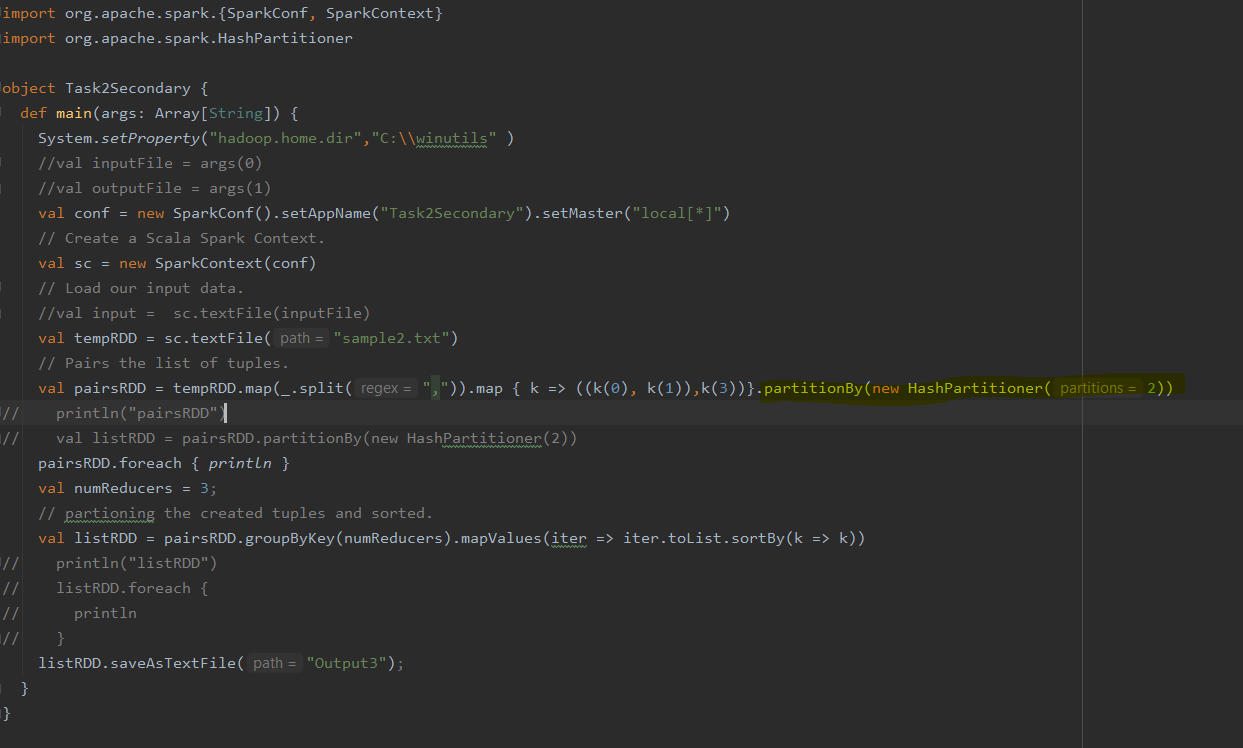 import org.apache.spark.{SparkConf, SparkContext}
import org.apache.spark.HashPartitioner
object Task2Secondary {
def main(args: Array[String]) {
System.setProperty("hadoop.home.dir","C:\\winutils" )
//val inputFile = args(0)
//val outputFile = args(1)
val conf = new SparkConf().setAppName("Task2Secondary").setMaster("local[*]")
// Create a Scala Spark Context.
val sc = new SparkContext(conf)
// Load our input data.
//val input =  sc.textFile(inputFile)
val tempRDD = sc.textFile( path = "sample2.txt")
// Pairs the list of tuples.
val pairsRDD = tempRDD.map(_.split( regex = ",")).map { k => ((k(0), k(1)),k(3))}.partitionBy(new HashPartitioner( partitions = 2))
//    println("pairsRDD")
//    val listRDD = pairsRDD.partitionBy(new HashPartitioner(2))
pairsRDD.foreach { println }
val numReducers = 3;
// partioning the created tuples and sorted.
val listRDD = pairsRDD.groupByKey(numReducers).mapValues(iter => iter.toList.sortBy(k => k))
//    println("listRDD")
//    listRDD.foreach {
//      println
//    }
listRDD.saveAsTextFile( path = "Output3");
}
}